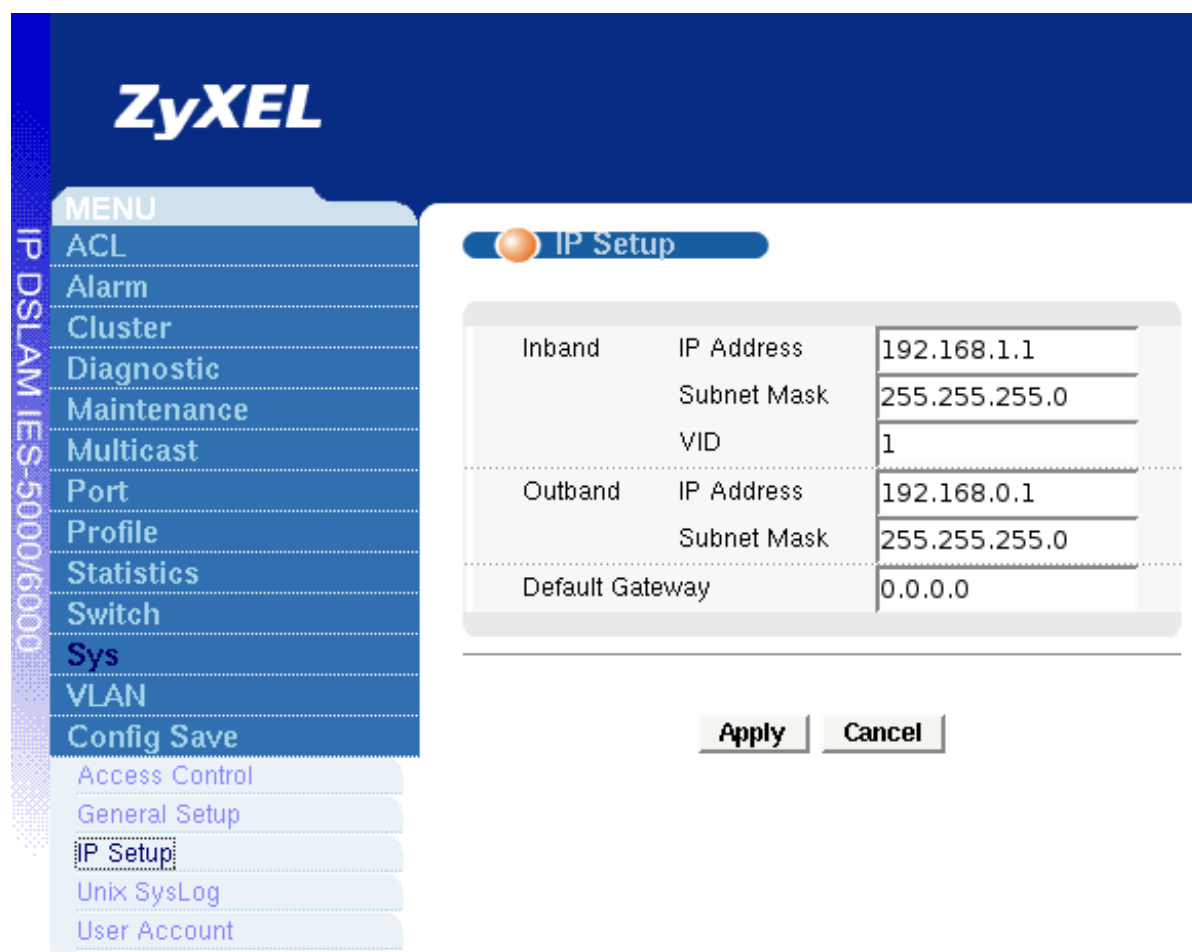 ZyXEL
IP DSLAM IES-5000/6000
MENU
ACL
Alarm
Cluster
Diagnostic
Maintenance
Multicast
Port
Profile
Statistics
Switch
Sys
VLAN
Config Save
Access Control
General Setup
IP Setup
Unix SysLog
User Account
IP Setup
Inband IP Address 192.168.1.1
Subnet Mask 255.255.255.0
VID 1
Outband IP Address 192.168.0.1
Subnet Mask 255.255.255.0
Default Gateway 0.0.0.0
Apply Cancel